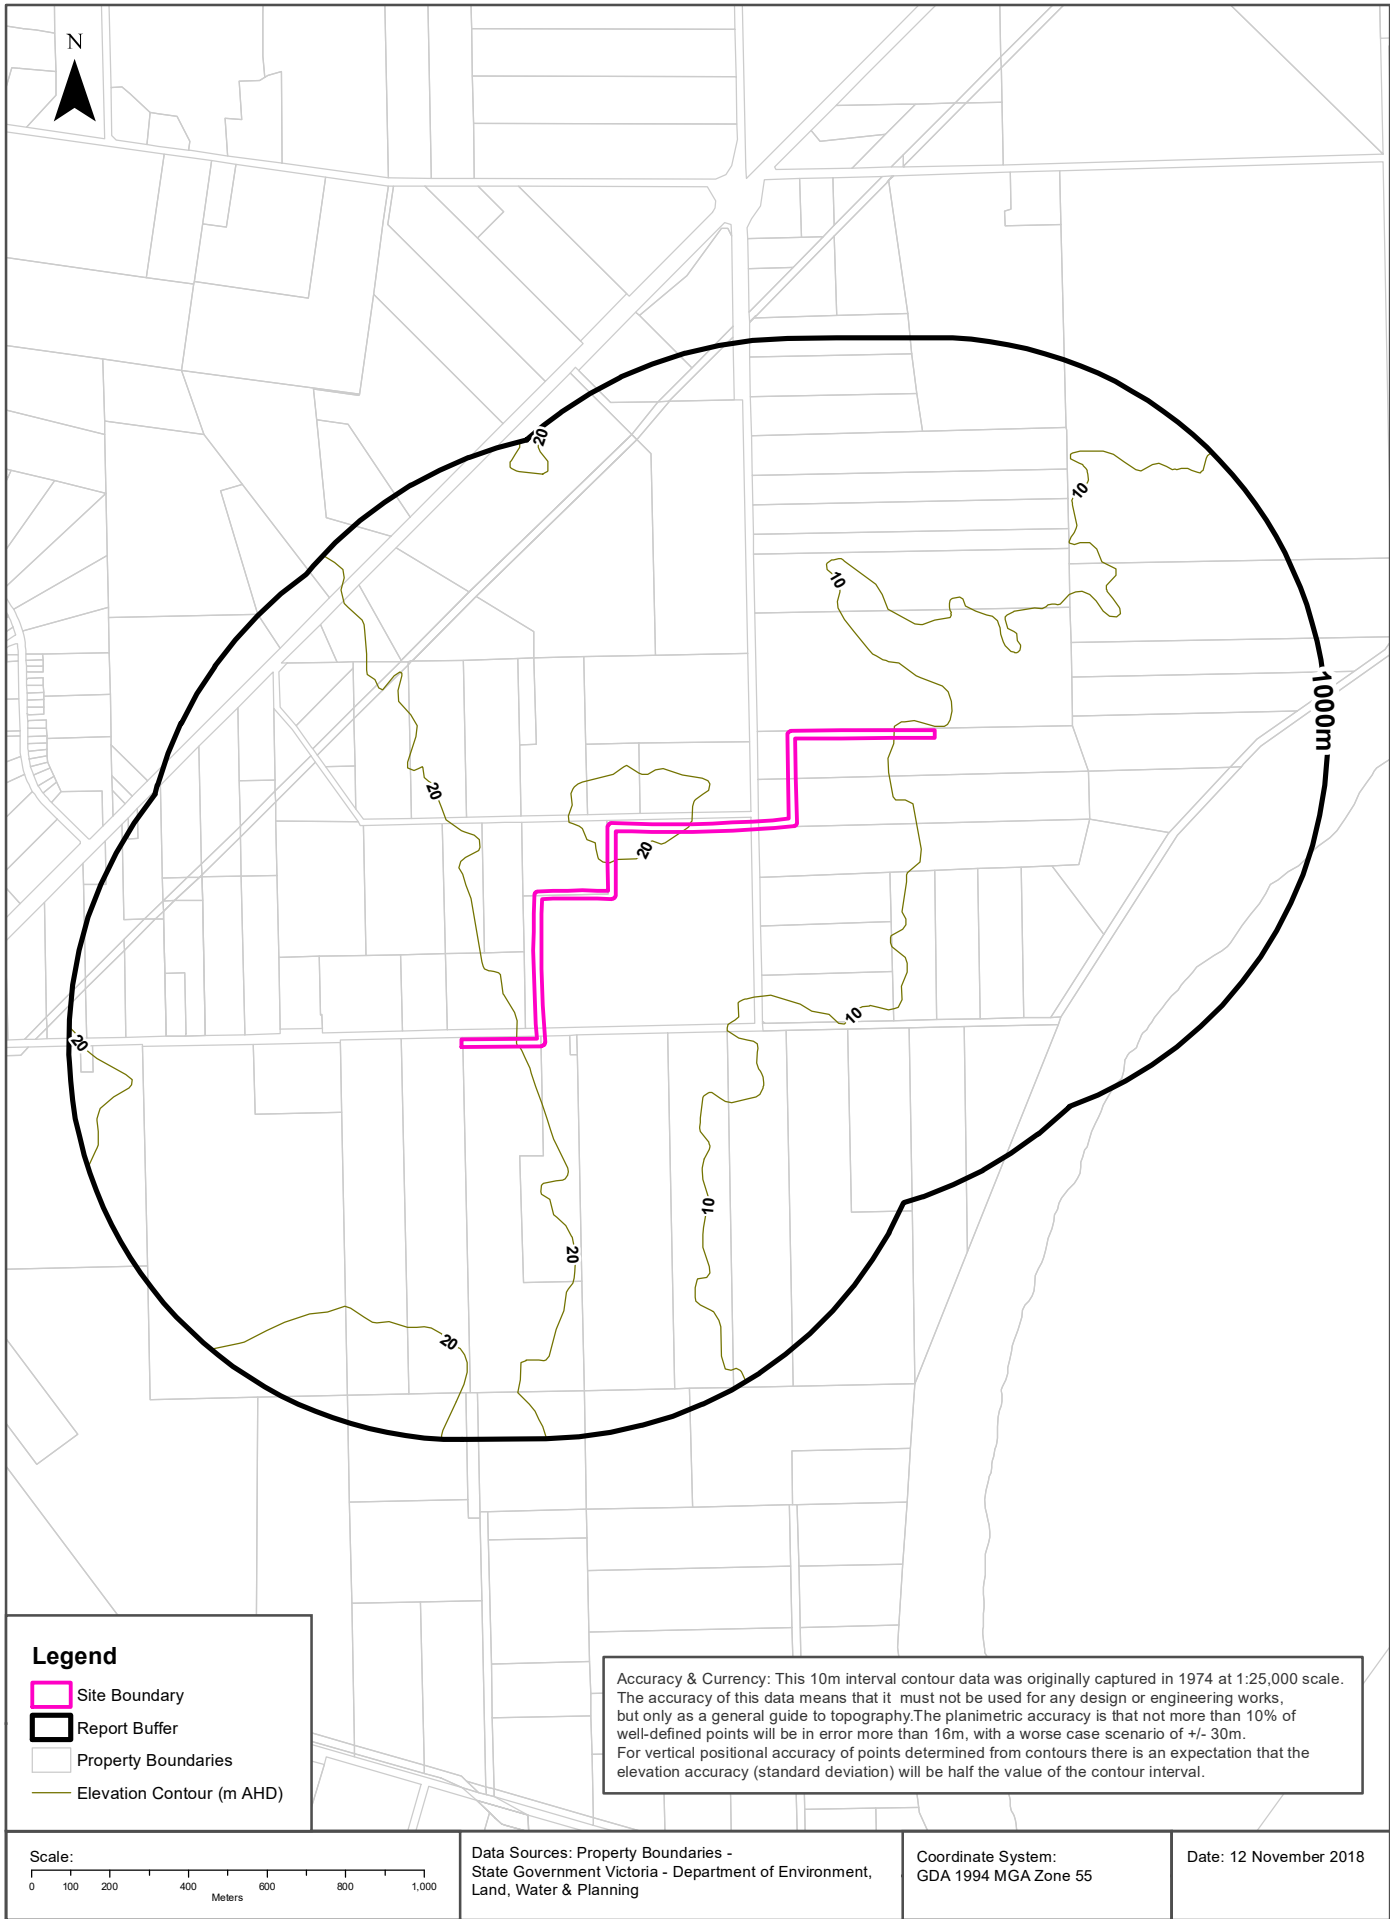 N
20
10
10
1000m
20
20
20
10
10
20
20
Legend
Site Boundary
Report Buffer
Property Boundaries
Elevation Contour (m AHD)
Accuracy & Currency: This 10m interval contour data was originally captured in 1974 at 1:25,000 scale.
The accuracy of this data means that it must not be used for any design or engineering works,
but only as a general guide to topography.The planimetric accuracy is that not more than 10% of
well-defined points will be in error more than 16m, with a worse case scenario of +/- 30m.
For vertical positional accuracy of points determined from contours there is an expectation that the
elevation accuracy (standard deviation) will be half the value of the contour interval.
Scale:
0 100 200 400 600 800 1,000
Meters
Data Sources: Property Boundaries -
State Government Victoria - Department of Environment,
Land, Water & Planning
Coordinate System:
GDA 1994 MGA Zone 55
Date: 12 November 2018